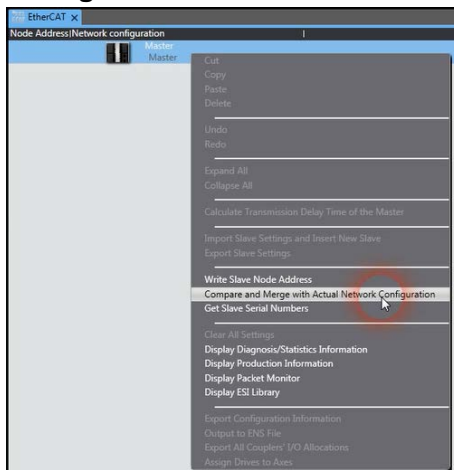 EtherCAT
Node Address|Network configuration
Master
Master
Cut
Copy
Paste
Delete
Undo
Redo
Expand All
Collapse All
Calculate Transmission Delay Time of the Master
Import Slave Settings and Insert New Slave
Export Slave Settings
Write Slave Node Address
Compare and Merge with Actual Network Configuration
Get Slave Serial Numbers
Clear All Settings
Display Diagnosis/Statistics Information
Display Production Information
Display Packet Monitor
Display ESI Library
Export Configuration Information
Output to ENS File
Export All Couplers' I/O Allocations
Assign Drives to Axes